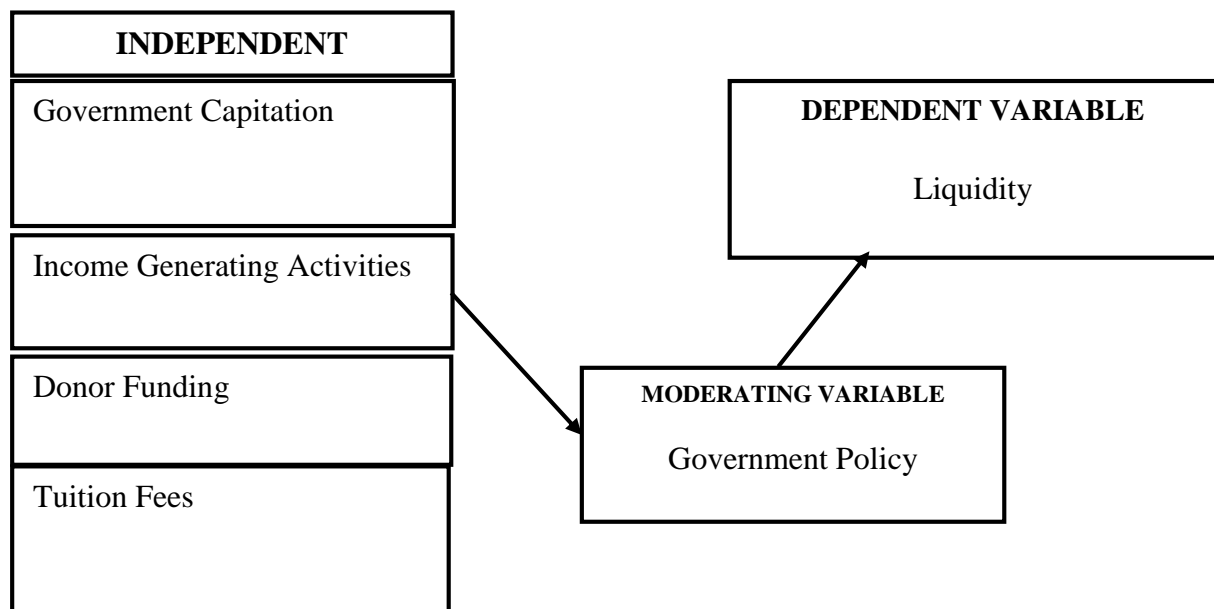 INDEPENDENT
Government Capitation
Income Generating Activities
Donor Funding
Tuition Fees
DEPENDENT VARIABLE
Liquidity
MODERATING VARIABLE
Government Policy